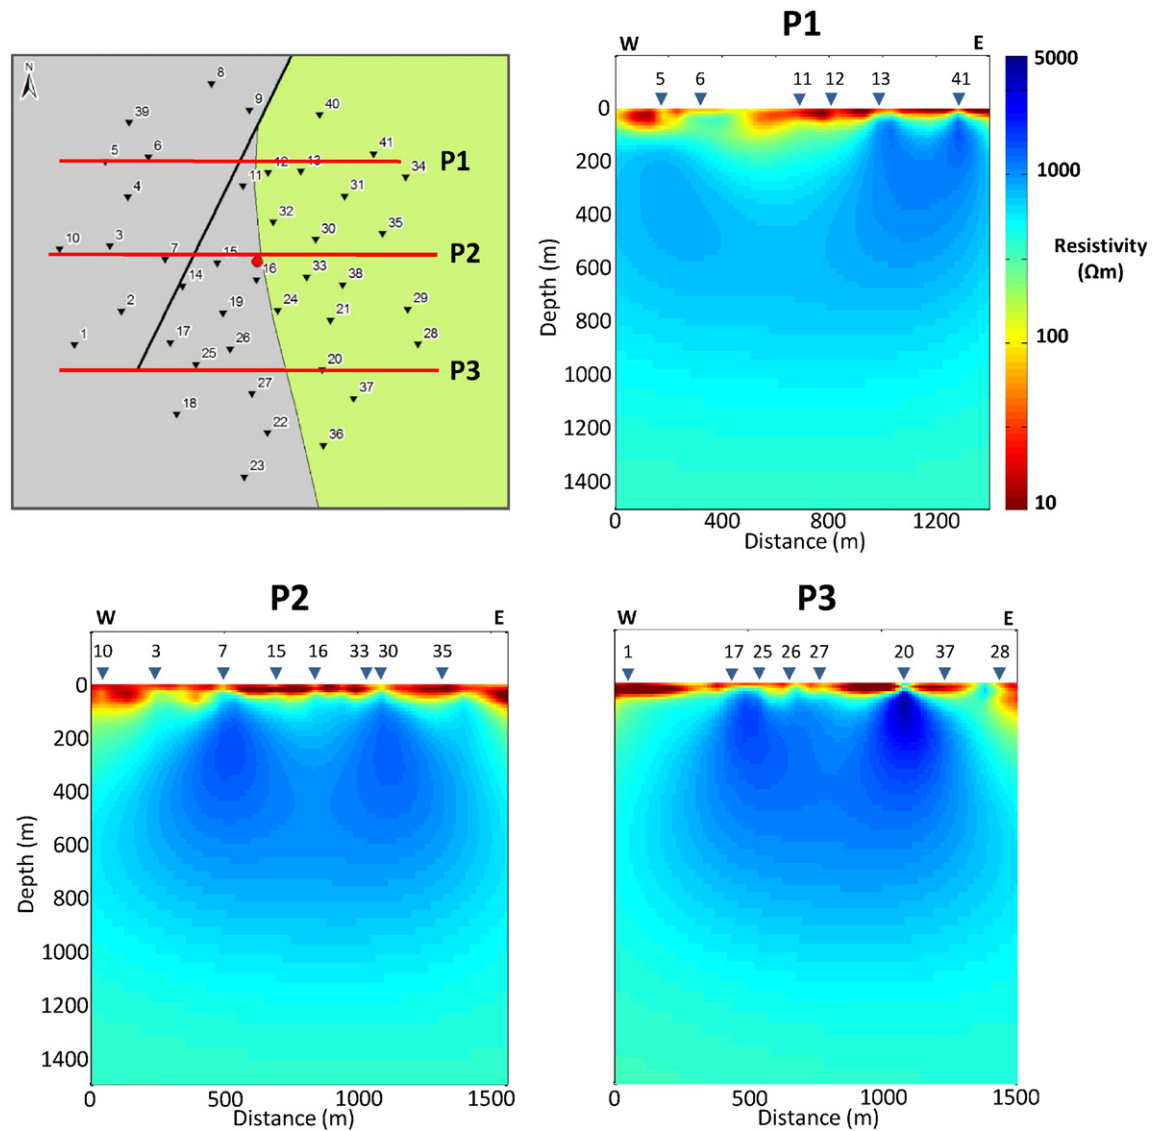 P1
W E
5 6 11 12 13 41
0
200
400
600
800
1000
1200
1400
Depth (m)
0 400 800 1200
Distance (m)
5000
1000
100
10
Resistivity
(Ωm)
N
8
9
40
39
41
5
6
12
13
P1
34
11
4
31
32
35
30
10
3
7
15
P2
16
33
38
14
2
19
24
21
29
1
17
26
28
25
20
P3
27
37
18
22
36
23
P2
W E
10 3 7 15 16 33 30 35
0
200
400
600
800
1000
1200
1400
Depth (m)
0 500 1000 1500
Distance (m)
P3
W E
1 17 25 26 27 20 37 28
0 500 1000 1500
Distance (m)